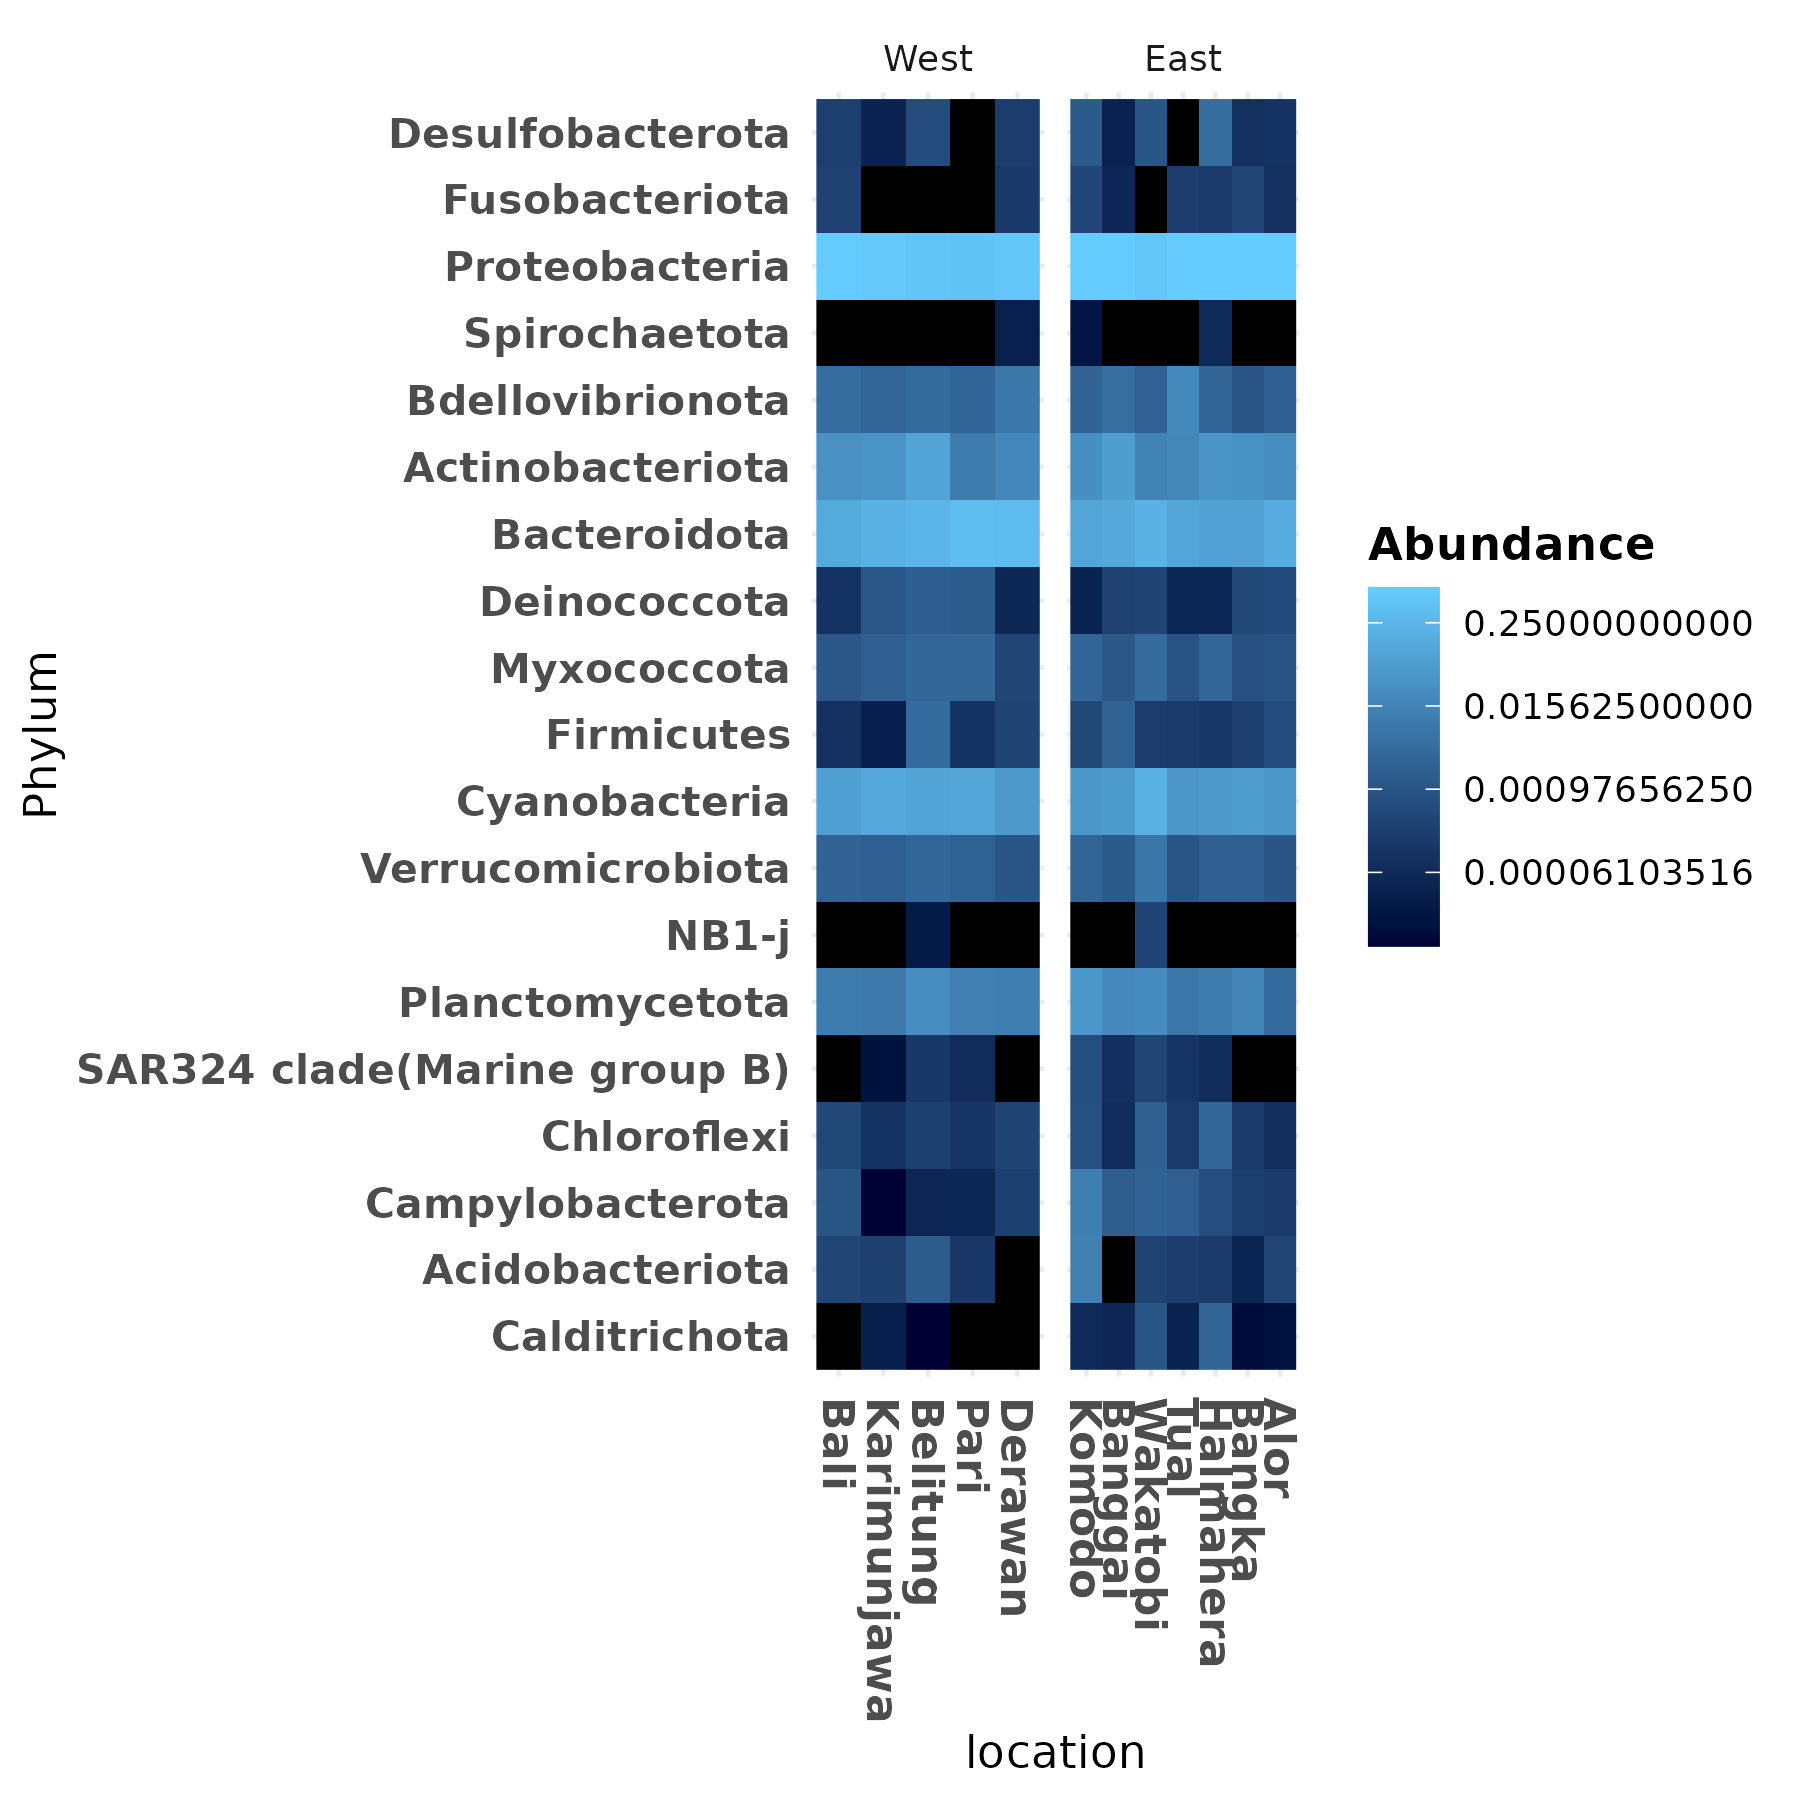 West
East
Desulfobacterota
Fusobacteriota
Proteobacteria
Spirochaetota
Bdellovibrionota
Actinobacteriota
Bacteroidota
Deinococcota
Myxococcota
Firmicutes
Cyanobacteria
Verrucomicrobiota
NB1-j
Planctomycetota
SAR324 clade(Marine group B)
Chloroflexi
Campylobacterota
Acidobacteriota
Calditrichota
Phylum
Bali
Karimunjawa
Belitung
Pari
Derawan
Komodo
Banggai
Wakatobi
Tual
Halmahera
Bangka
Alor
location
Abundance
0.25000000000
0.01562500000
0.00097656250
0.00006103516